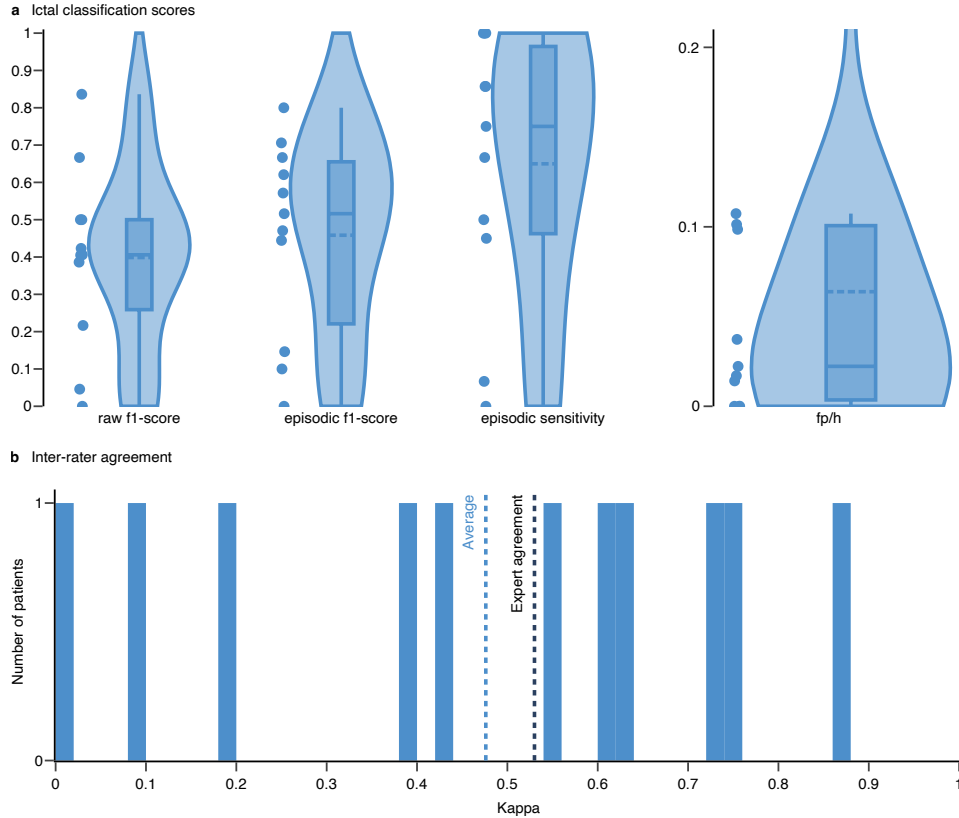 a Ictal classification scores
1
0.9
0.8
0.7
0.6
0.5
0.4
0.3
0.2
0.1
0
0.2
0.1
0
raw f1-score episodic f1-score episodic sensitivity fp/h
b Inter-rater agreement
Number of patients
1
0
Average
Expert agreement
0 0.1 0.2 0.3 0.4 0.5 0.6 0.7 0.8 0.9 1
Kappa